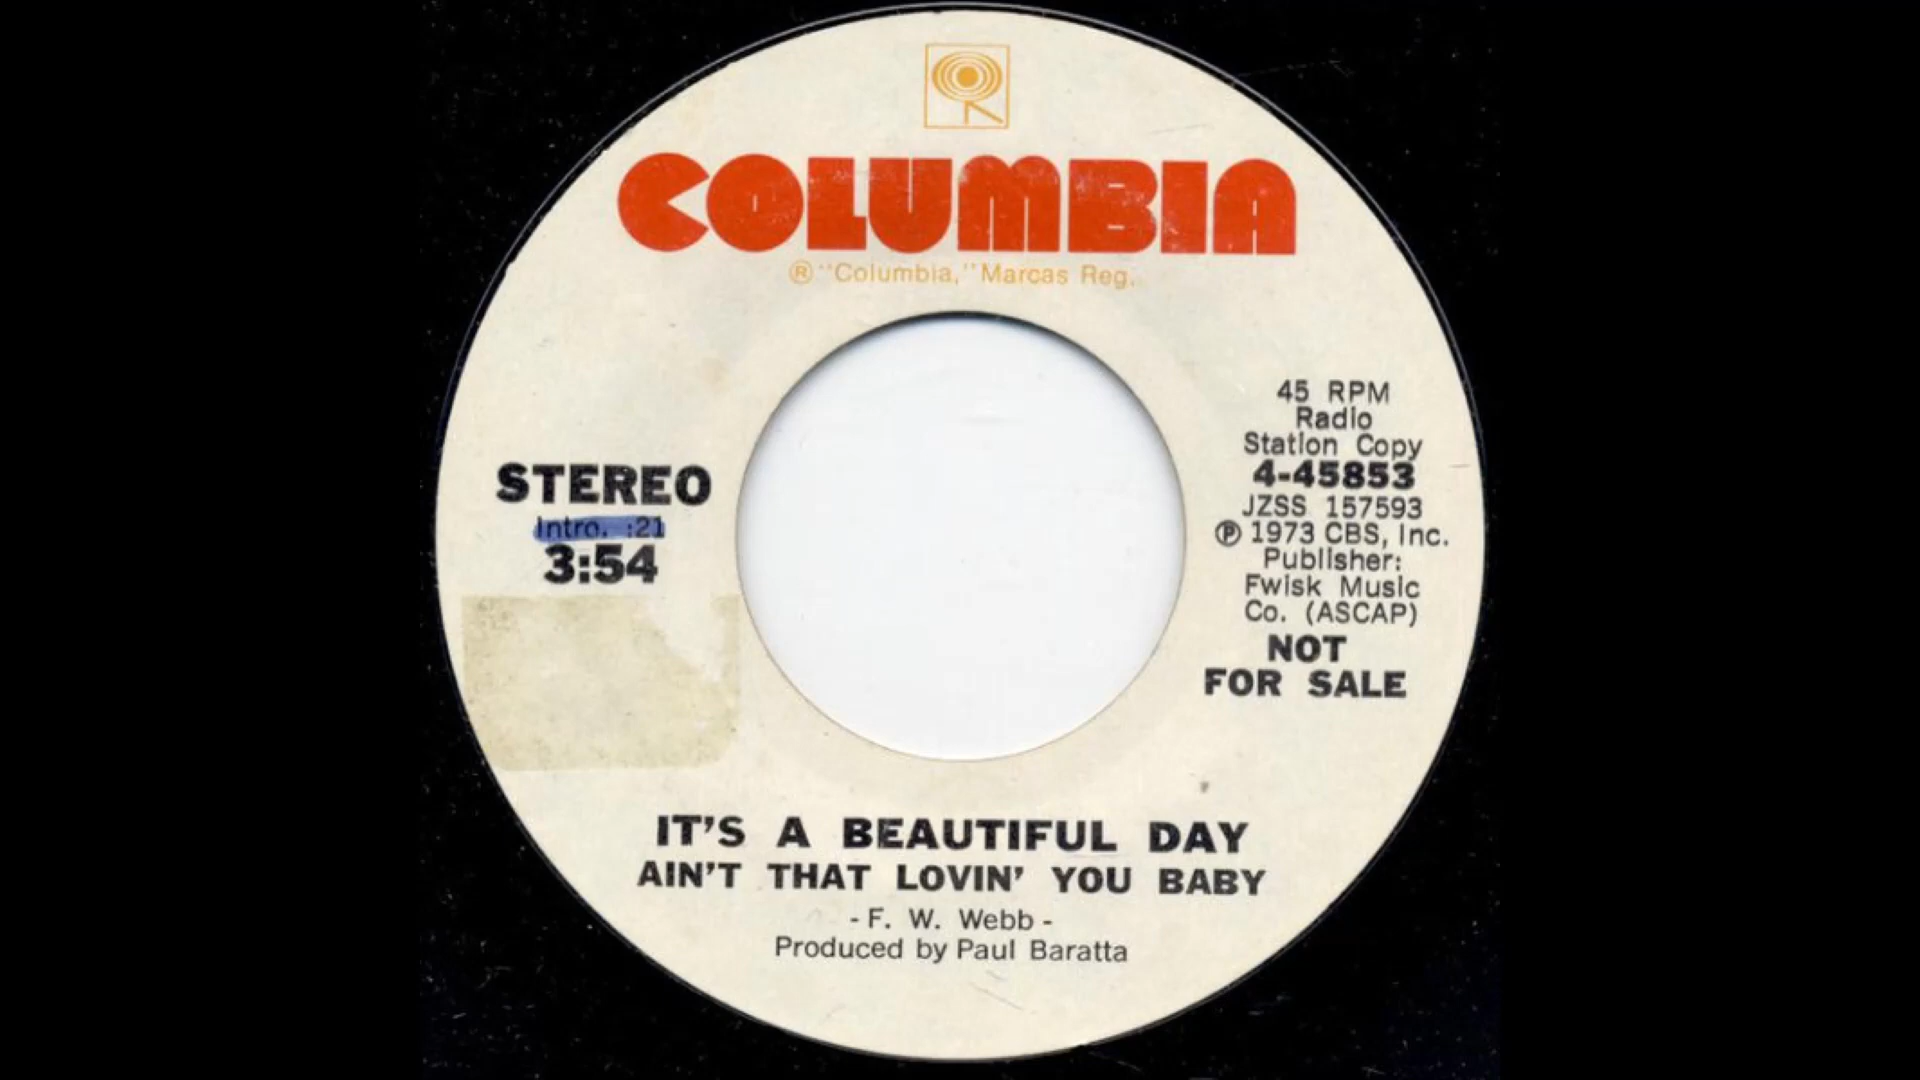 COLUMBIA
® "Columbia," Marcas Reg.
45 RPM
Radio
Station Copy
4-45853
JZSS 157593
Ⓟ 1973 CBS, Inc.
Publisher:
Fwisk Music
Co. (ASCAP)
NOT
FOR SALE
STEREO
Intro. :21
3:54
IT'S A BEAUTIFUL DAY
AIN'T THAT LOVIN' YOU BABY
- F. W. Webb -
Produced by Paul Baratta